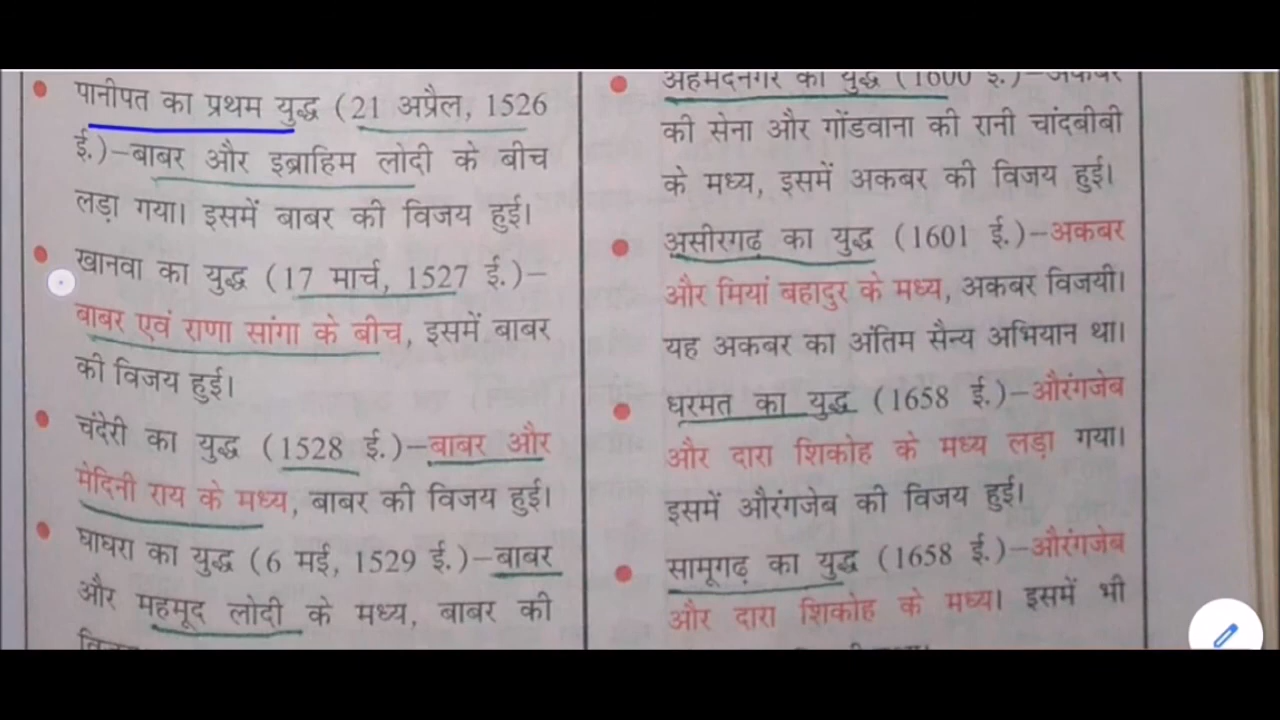 पानीपत का प्रथम युद्ध (21 अप्रैल, 1526
ई.)–बाबर और इब्राहिम लोदी के बीच
लड़ा गया। इसमें बाबर की विजय हुई।
खानवा का युद्ध (17 मार्च, 1527 ई.)–
बाबर एवं राणा सांगा के बीच, इसमें बाबर
की विजय हुई।
चंदेरी का युद्ध (1528 ई.)–बाबर और
मेदिनी राय के मध्य, बाबर की विजय हुई।
घाघरा का युद्ध (6 मई, 1529 ई.)–बाबर
और महमूद लोदी के मध्य, बाबर की
अहमदनगर का युद्ध (1600 ई.)–अकबर
की सेना और गोंडवाना की रानी चांदबीबी
के मध्य, इसमें अकबर की विजय हुई।
असीरगढ़ का युद्ध (1601 ई.)–अकबर
और मियां बहादुर के मध्य, अकबर विजयी।
यह अकबर का अंतिम सैन्य अभियान था।
धरमत का युद्ध (1658 ई.)–औरंगजेब
और दारा शिकोह के मध्य लड़ा गया।
इसमें औरंगजेब की विजय हुई।
सामूगढ़ का युद्ध (1658 ई.)–औरंगजेब
और दारा शिकोह के मध्य। इसमें भी